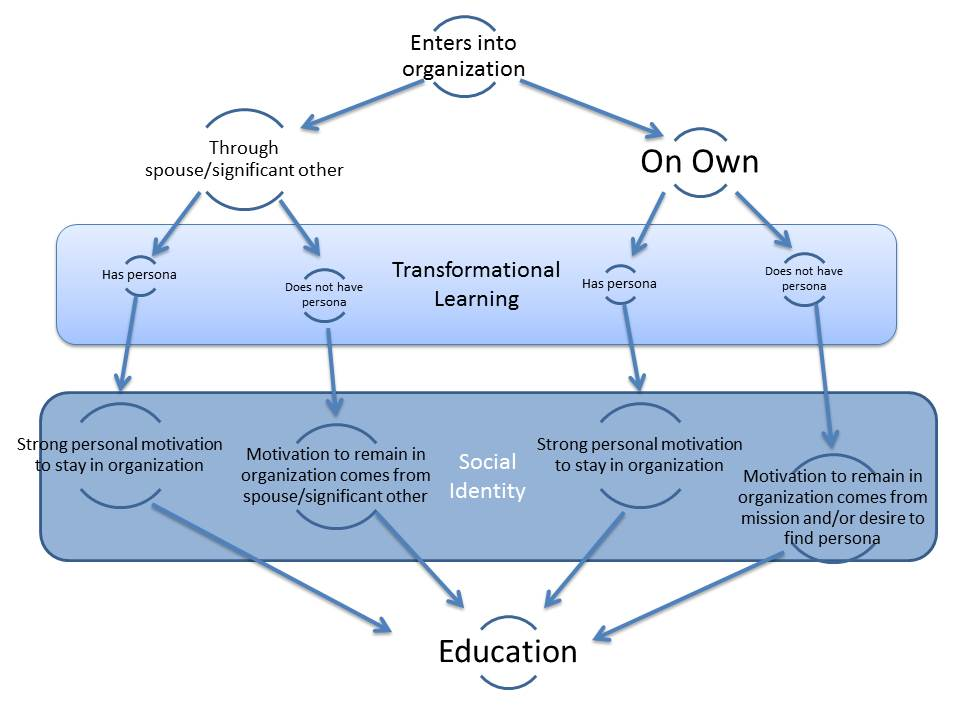 Enters into
organization
Through
spouse/significant other
On Own
Has persona
Does not have
persona
Transformational
Learning
Has persona
Does not have
persona
Strong personal motivation
to stay in organization
Motivation to remain in
organization comes from
spouse/significant other
Social
Identity
Strong personal motivation
to stay in organization
Motivation to remain in
organization comes from
mission and/or desire to
find persona
Education